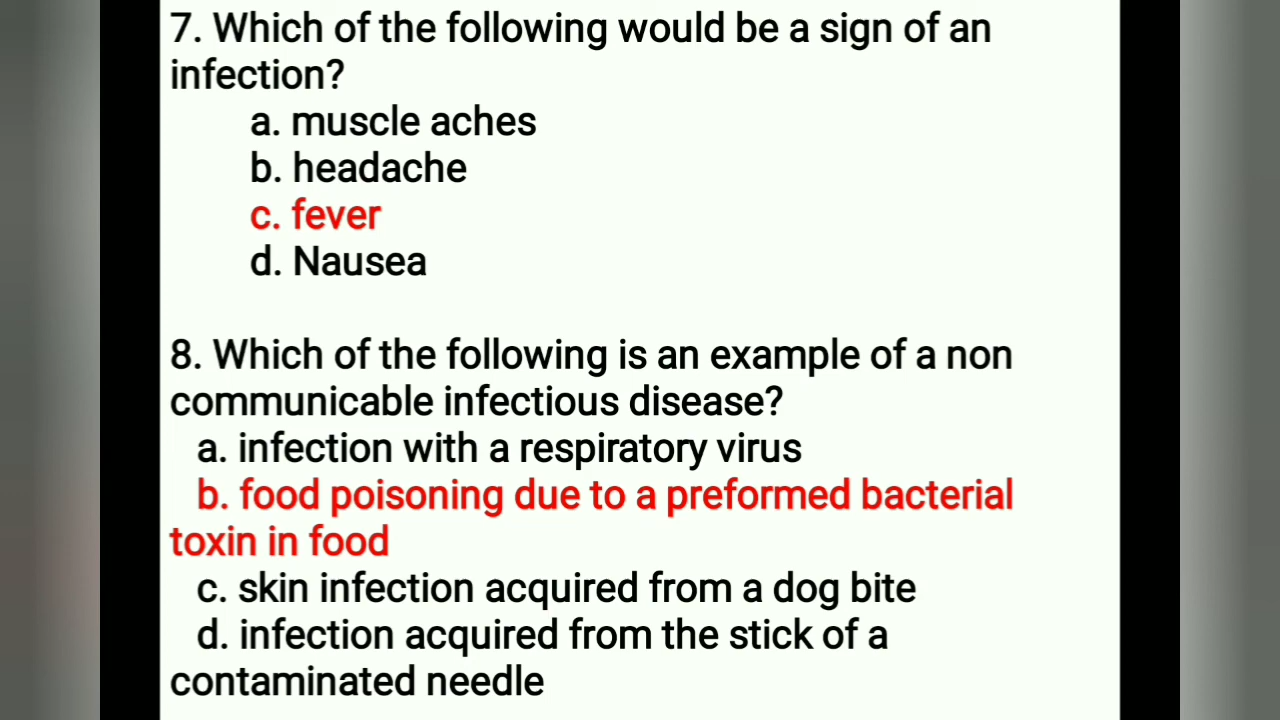 7. Which of the following would be a sign of an
infection?
a. muscle aches
b. headache
c. fever
d. Nausea
8. Which of the following is an example of a non
communicable infectious disease?
a. infection with a respiratory virus
b. food poisoning due to a preformed bacterial
toxin in food
c. skin infection acquired from a dog bite
d. infection acquired from the stick of a
contaminated needle